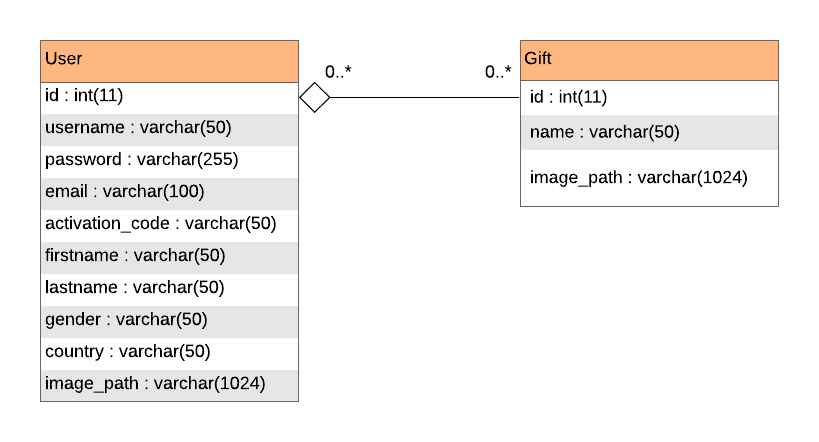 User
id : int(11)
username : varchar(50)
password : varchar(255)
email : varchar(100)
activation_code : varchar(50)
firstname : varchar(50)
lastname : varchar(50)
gender : varchar(50)
country : varchar(50)
image_path : varchar(1024)
0..*
0..*
Gift
id : int(11)
name : varchar(50)
image_path : varchar(1024)